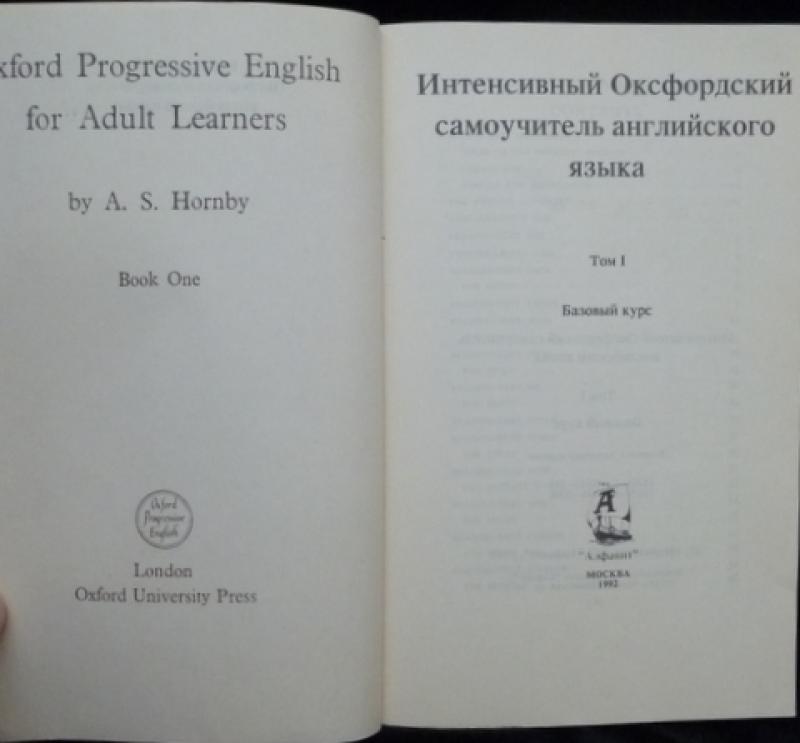 xford Progressive English
for Adult Learners
by A. S. Hornby
Book One
Oxford
Progressive
English
London
Oxford University Press
Интенсивный Оксфордский
самоучитель английского
языка
Том I
Базовый курс
А
"Алфавит"
МОСКВА
1992